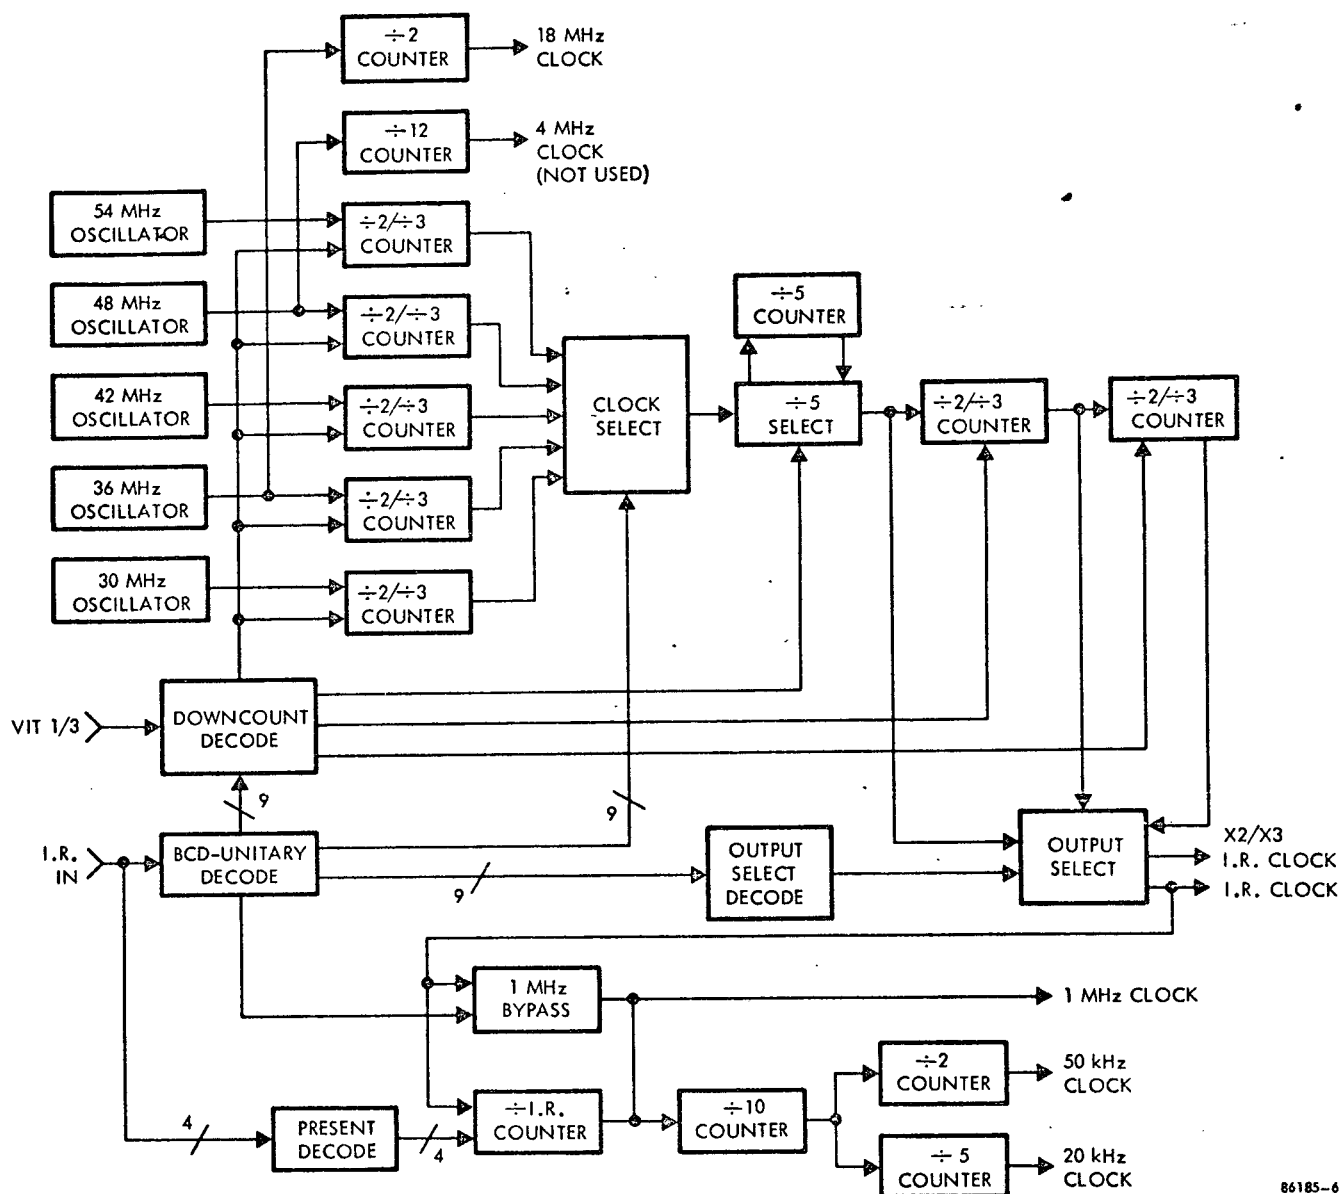 ÷2
COUNTER
18 MHz
CLOCK
÷12
COUNTER
4 MHz
CLOCK
(NOT USED)
54 MHz
OSCILLATOR
÷2/÷3
COUNTER
48 MHz
OSCILLATOR
÷2/÷3
COUNTER
÷5
COUNTER
42 MHz
OSCILLATOR
÷2/÷3
COUNTER
CLOCK
SELECT
÷5
SELECT
÷2/÷3
COUNTER
÷2/÷3
COUNTER
36 MHz
OSCILLATOR
÷2/÷3
COUNTER
30 MHz
OSCILLATOR
÷2/÷3
COUNTER
VIT 1/3
DOWNCOUNT
DECODE
9
9
I.R.
IN
BCD-UNITARY
DECODE
9
OUTPUT
SELECT
DECODE
OUTPUT
SELECT
X2/X3
I.R. CLOCK
I.R. CLOCK
1 MHz
BYPASS
1 MHz CLOCK
4
PRESENT
DECODE
4
÷I.R.
COUNTER
÷10
COUNTER
÷2
COUNTER
50 kHz
CLOCK
÷ 5
COUNTER
20 kHz
CLOCK
86185-6